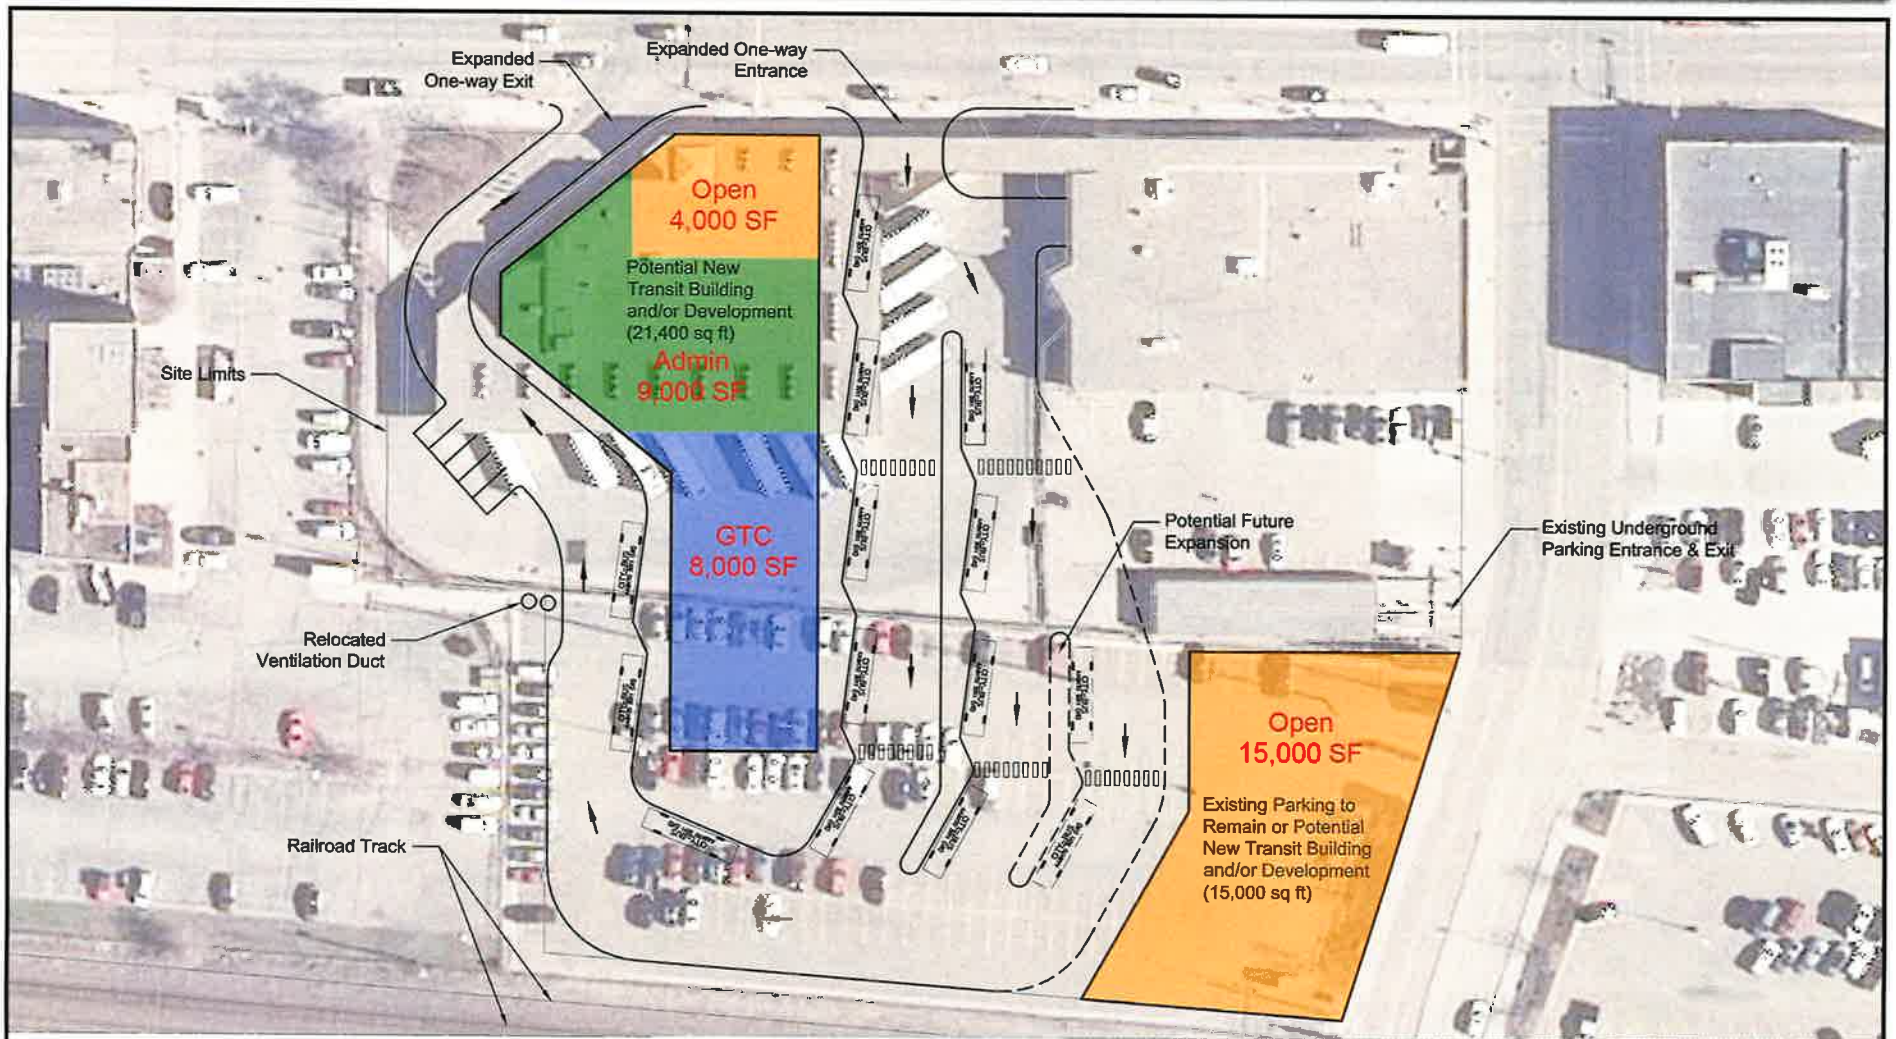 Expanded
One-way Exit
Expanded One-way
Entrance
Open
4,000 SF
Potential New
Transit Building
and/or Development
(21,400 sq ft)
Admin
9,000 SF
Site Limits
GTC
8,000 SF
Potential Future
Expansion
Existing Underground
Parking Entrance & Exit
Relocated
Ventilation Duct
Open
15,000 SF
Existing Parking to
Remain or Potential
New Transit Building
and/or Development
(15,000 sq ft)
Railroad Track